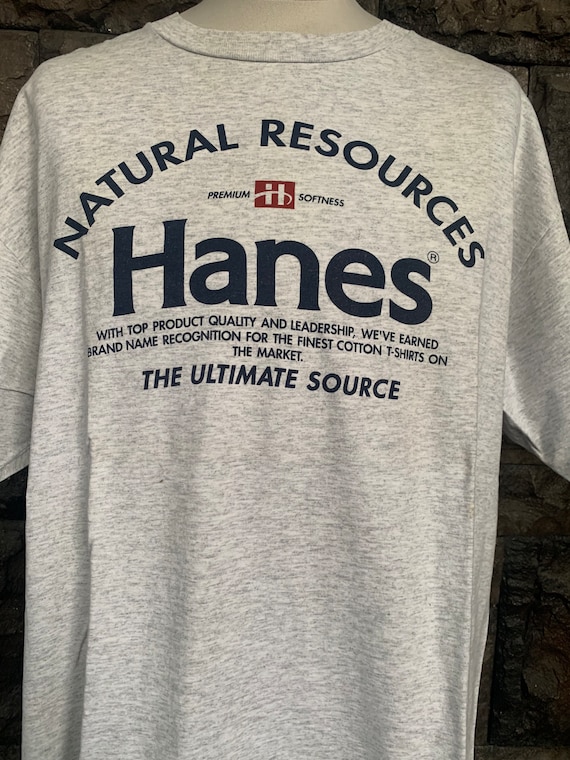 NATURAL RESOURCES
PREMIUM H SOFTNESS
Hanes®
WITH TOP PRODUCT QUALITY AND LEADERSHIP, WE'VE EARNED
BRAND NAME RECOGNITION FOR THE FINEST COTTON T-SHIRTS ON
THE MARKET.
THE ULTIMATE SOURCE